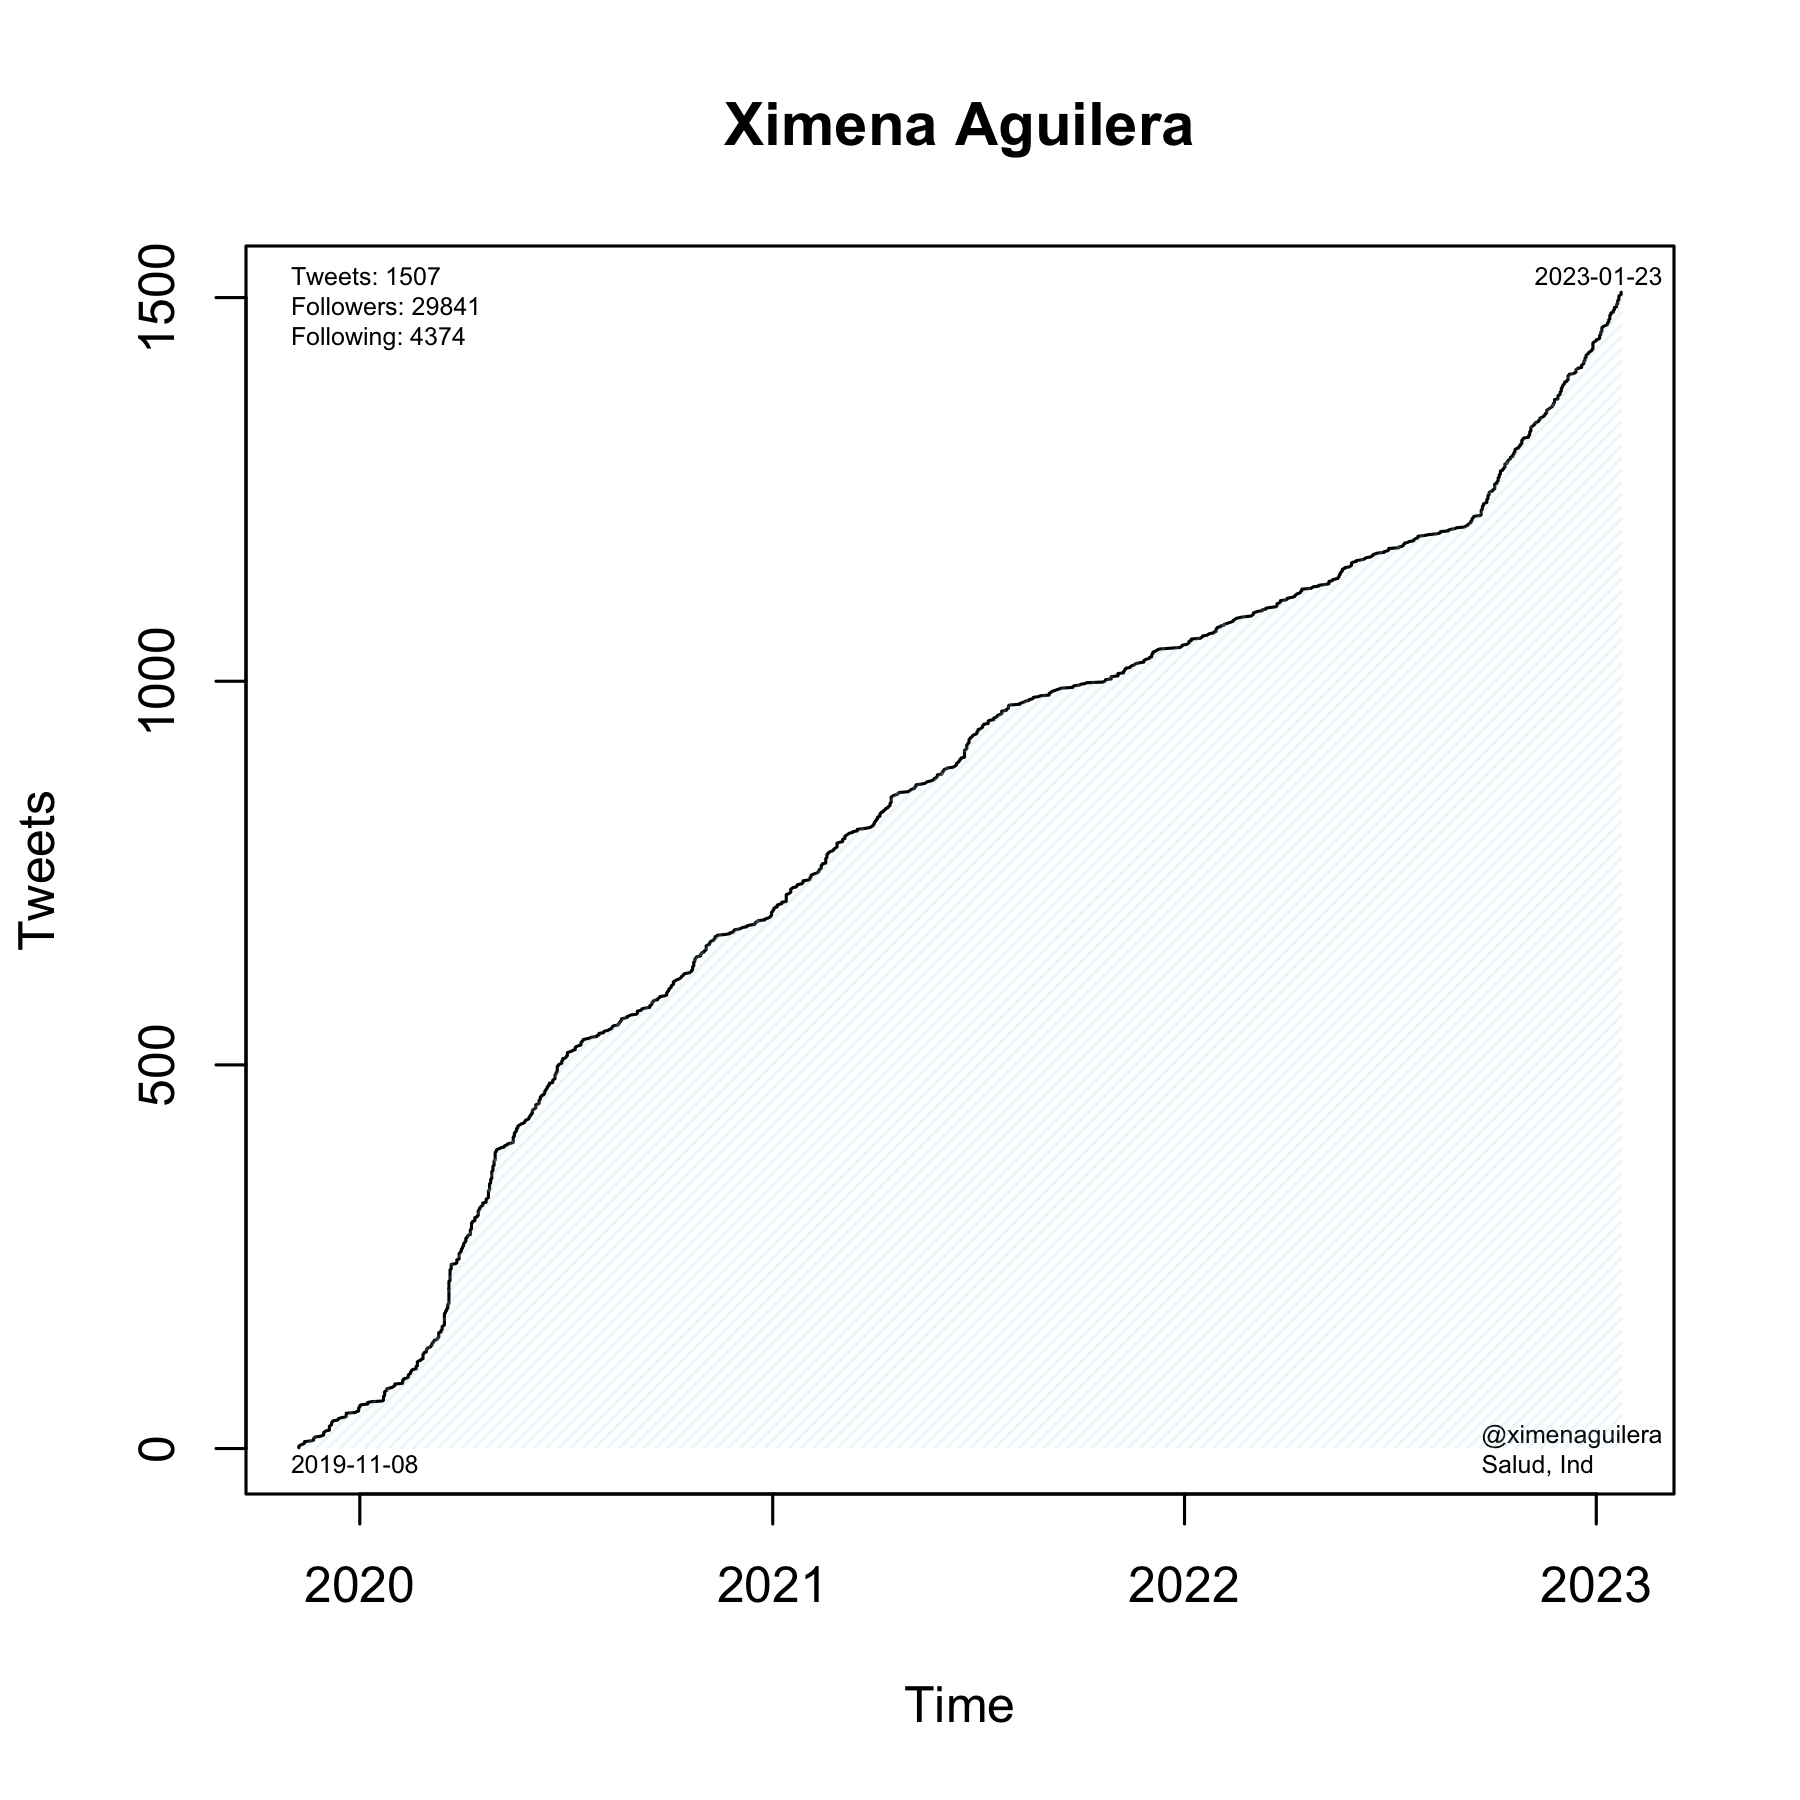 Ximena Aguilera
Tweets: 1507
Followers: 29841
Following: 4374
2023-01-23
1500
1000
500
0
Tweets
2019-11-08
@ximenaguilera
Salud, Ind
2020
2021
2022
2023
Time